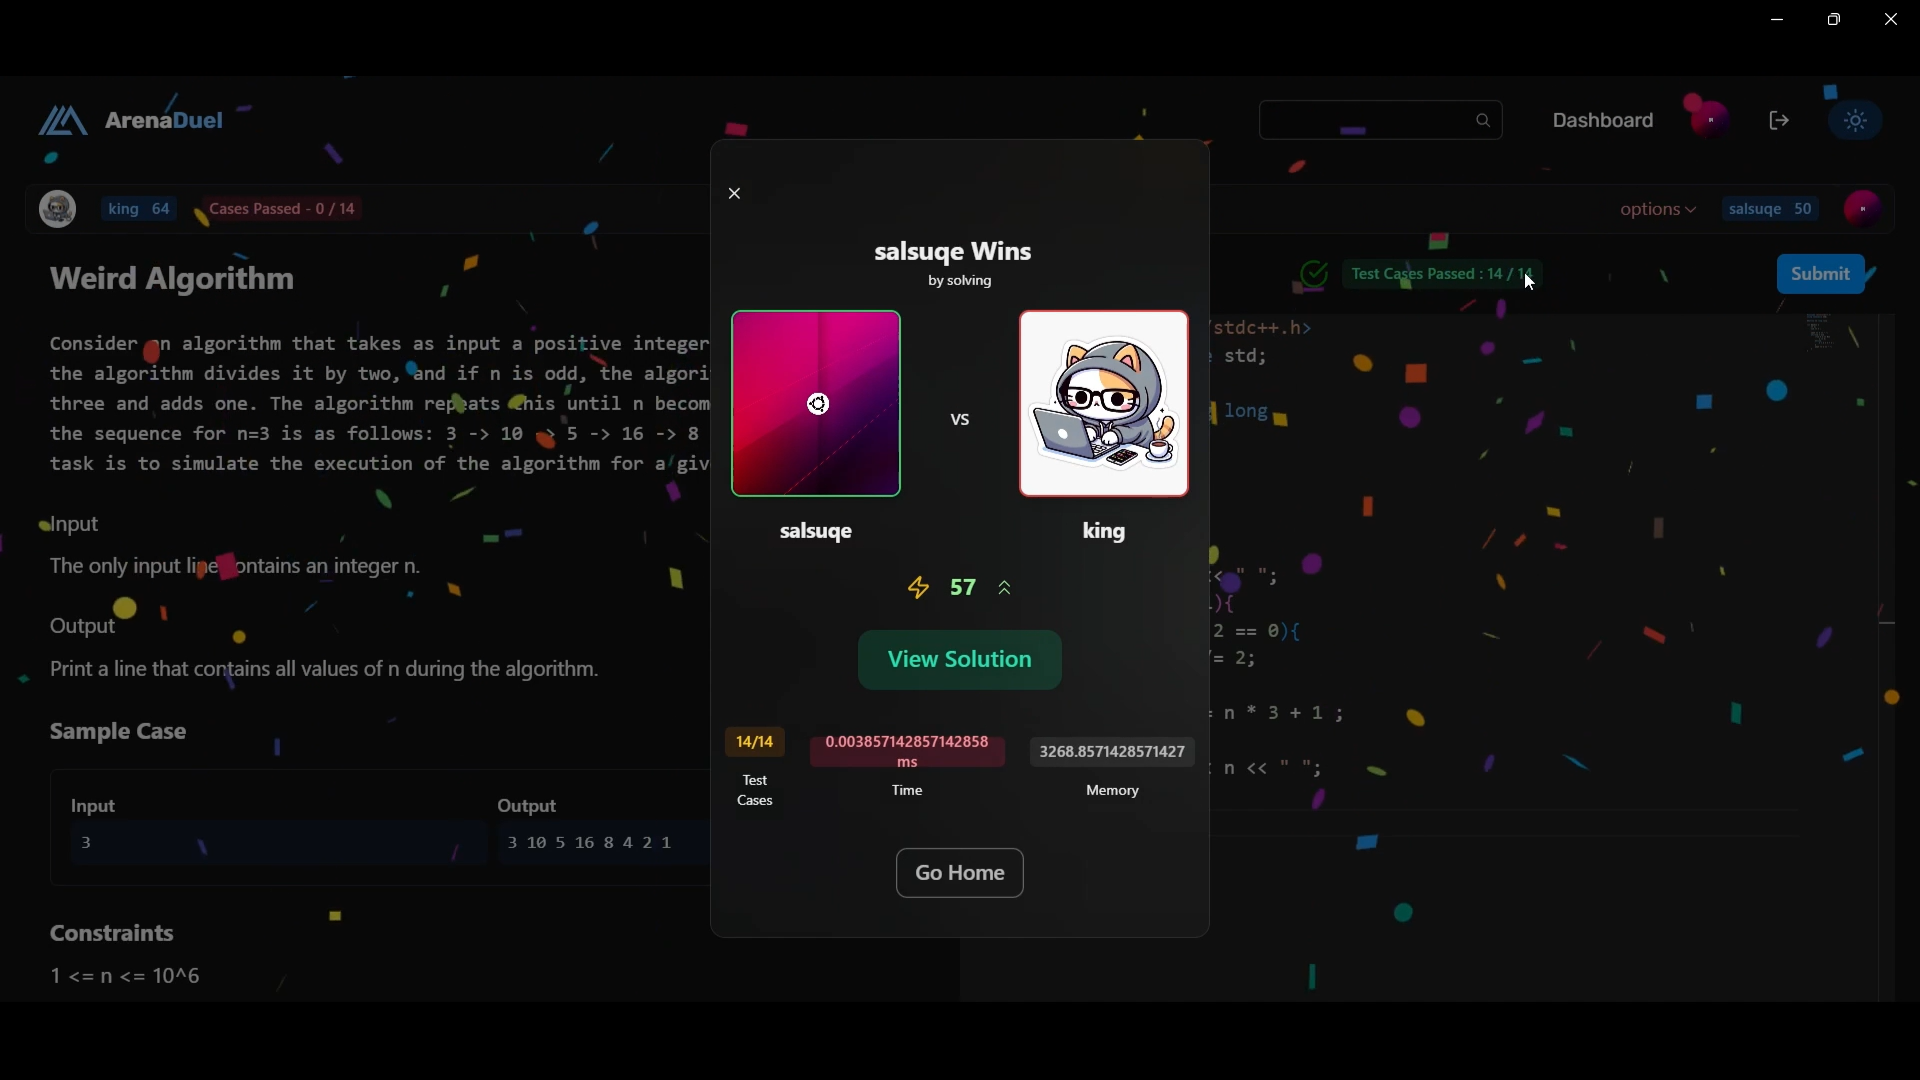 ArenaDuel
Dashboard
king 64
Cases Passed - 0 / 14
options
salsuqe 50
Weird Algorithm
Test Cases Passed : 14 / 14
Submit
Consider an algorithm that takes as input a positive integer
the algorithm divides it by two, and if n is odd, the algori
three and adds one. The algorithm repeats this until n becom
the sequence for n=3 is as follows: 3 -> 10 -> 5 -> 16 -> 8
task is to simulate the execution of the algorithm for a giv
Input
The only input line contains an integer n.
Output
Print a line that contains all values of n during the algorithm.
Sample Case
Input
Output
3
3 10 5 16 8 4 2 1
Constraints
1 <= n <= 10^6
salsuqe Wins
by solving
VS
salsuqe
king
57
View Solution
14/14
Test
Cases
0.003857142857142858
ms
Time
3268.8571428571427
Memory
Go Home
/stdc++.h>
std;
long
<< " ";
){
2 == 0){
/= 2;
= n * 3 + 1 ;
n << " ";